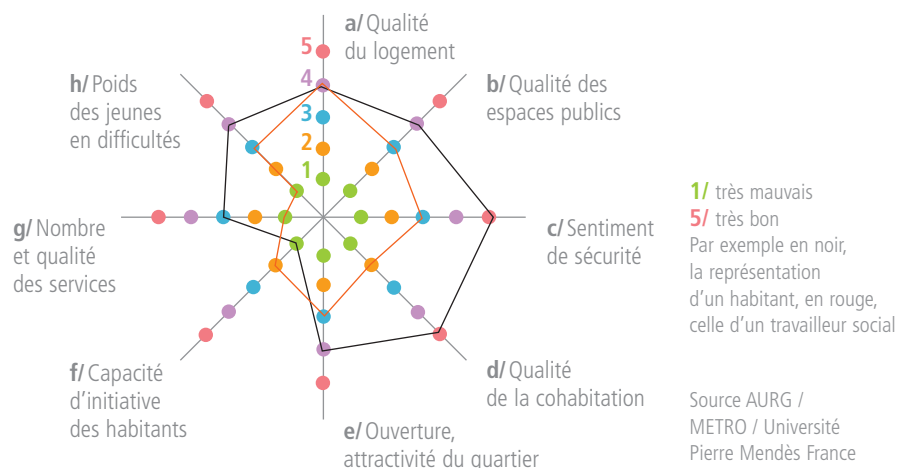 a/ Qualité
du logement
5
4
3
2
1
b/ Qualité des
espaces publics
c/ Sentiment
de sécurité
d/ Qualité
de la cohabitation
e/ Ouverture,
attractivité du quartier
f/ Capacité
d’initiative
des habitants
g/ Nombre
et qualité
des services
h/ Poids
des jeunes
en difficultés
1/ très mauvais
5/ très bon
Par exemple en noir,
la représentation
d’un habitant, en rouge,
celle d’un travailleur social
Source AURG /
METRO / Université
Pierre Mendès France